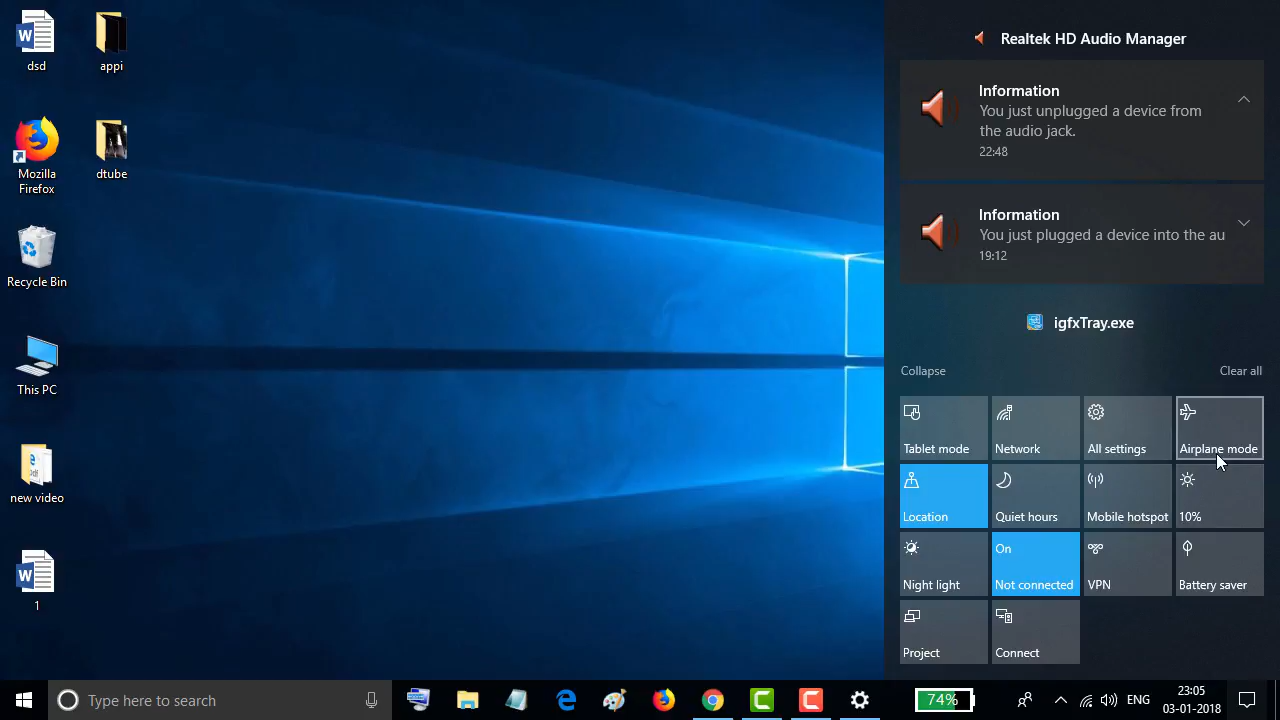 dsd
appi
Mozilla
Firefox
dtube
Recycle Bin
This PC
new video
1
Realtek HD Audio Manager
Information
You just unplugged a device from
the audio jack.
22:48
Information
You just plugged a device into the au
19:12
igfxTray.exe
Collapse
Clear all
Tablet mode
Network
All settings
Airplane mode
Location
Quiet hours
Mobile hotspot
10%
Night light
On
Not connected
VPN
Battery saver
Project
Connect
Type here to search
74%
ENG
23:05
03-01-2018